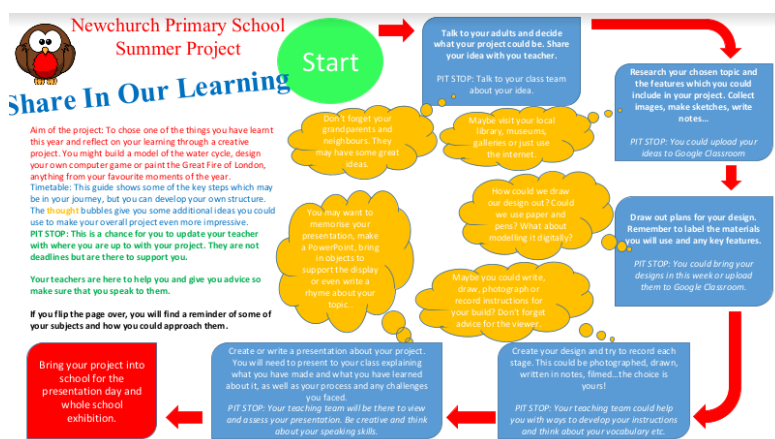 Newchurch Primary School
Summer Project
Share In Our Learning
Aim of the project: To chose one of the things you have learnt
this year and reflect on your learning through a creative
project. You might build a model of the water cycle, design
your own computer game or paint the Great Fire of London,
anything from your favourite moments of the year.
Timetable: This guide shows some of the key steps which may
be in your journey, but you can develop your own structure.
The thought bubbles give you some additional ideas you could
use to make your overall project even more impressive.
PIT STOP: This is a chance for you to update your teacher
with where you are up to with your project. They are not
deadlines but are there to support you.
Your teachers are here to help you and give you advice so
make sure that you speak to them.
If you flip the page over, you will find a reminder of some of
your subjects and how you could approach them.
Start
Talk to your adults and decide
what your project could be. Share
your idea with you teacher.
PIT STOP: Talk to your class team
about your idea.
Don't forget your
grandparents and
neighbours. They
may have some great
ideas.
Maybe visit your local
library, museums,
galleries or just use
the internet.
Research your chosen topic and
the features which you could
include in your project. Collect
images, make sketches, write
notes...
PIT STOP: You could upload your
ideas to Google Classroom
How could we draw
our design out? Could
we use paper and
pens? What about
modelling it digitally?
Draw out plans for your design.
Remember to label the materials
you will use and any key features.
PIT STOP: You could bring your
designs in this week or upload
them to Google Classroom.
You may want to
memorise your
presentation, make
a PowerPoint, bring
in objects to
support the display
or even write a
rhyme about your
topic.
Maybe you could write,
draw, photograph or
record instructions for
your build? Don't forget
advice for the viewer.
Create your design and try to record each
stage. This could be photographed, drawn,
written in notes, filmed...the choice is
yours!
PIT STOP: Your teaching team could help
you with ways to develop your instructions
and think about your vocabulary etc.
Create or write a presentation about your project.
You will need to present to your class explaining
what you have made and what you have learned
about it, as well as your process and any challenges
you faced.
PIT STOP: Your teaching team will be there to view
and assess your presentation. Be creative and think
about your speaking skills.
Bring your project into
school for the
presentation day and
whole school
exhibition.